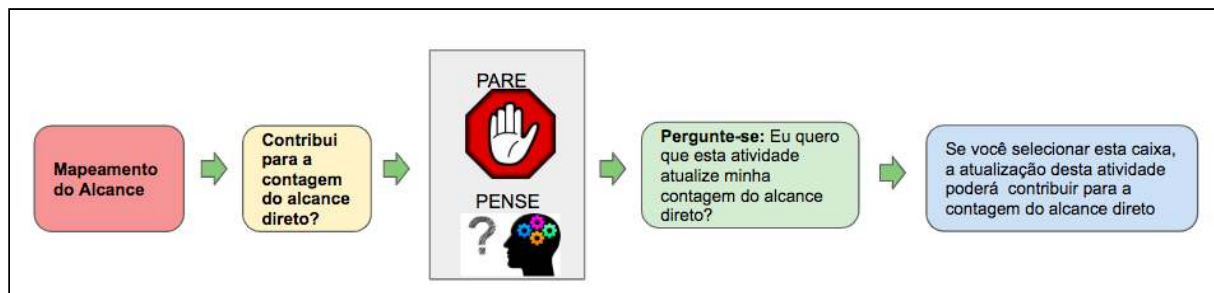 Mapeamento
do Alcance
Contribui
para a
contagem
do alcance
direto?
PARE
PENSE
?
Pergunte-se: Eu quero
que esta atividade
atualize minha
contagem do alcance
direto?
Se você selecionar esta caixa,
a atualização desta atividade
poderá contribuir para a
contagem do alcance direto